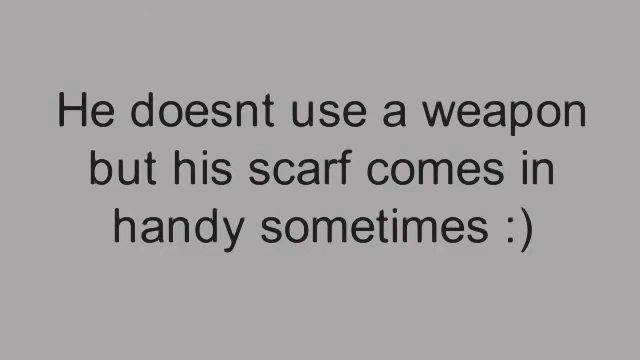 He doesnt use a weapon
but his scarf comes in
handy sometimes :)